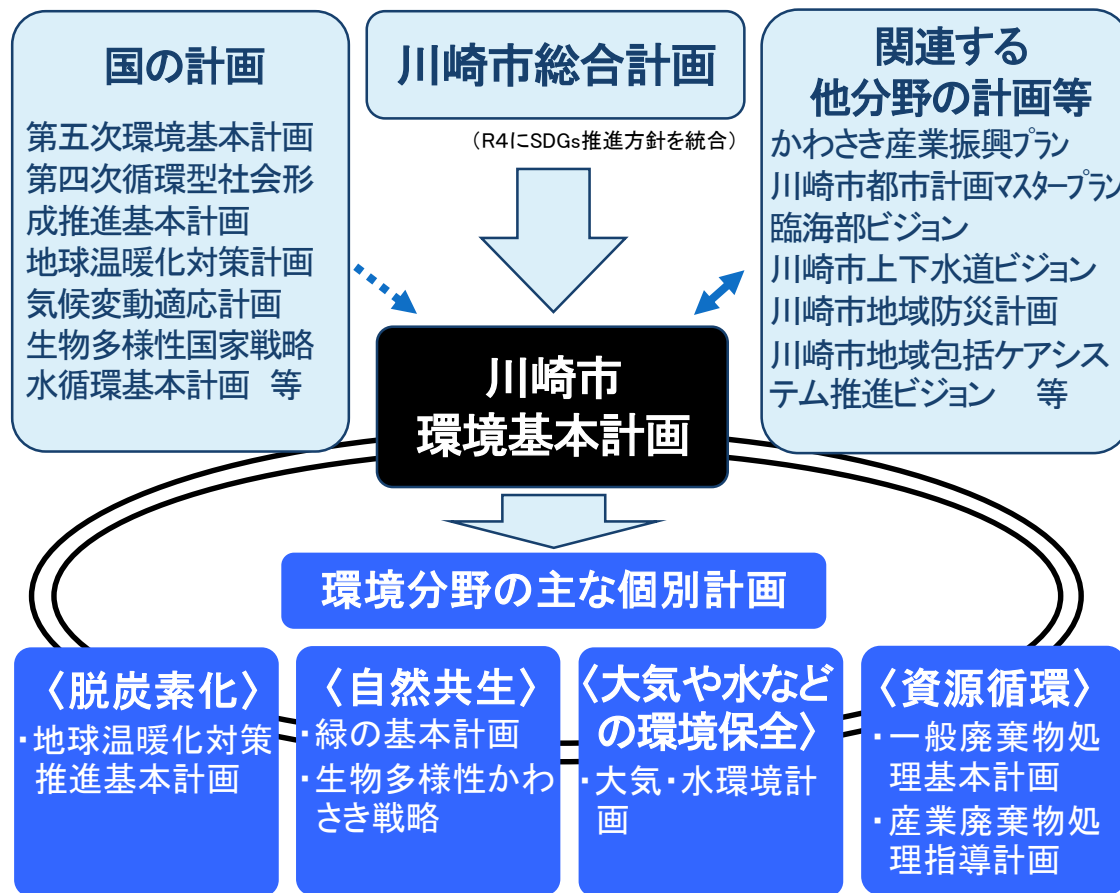 国の計画
第五次環境基本計画
第四次循環型社会形
成推進基本計画
地球温暖化対策計画
気候変動適応計画
生物多様性国家戦略
水循環基本計画　等
川崎市総合計画
(R4にSDGs推進方針を統合)
関連する
他分野の計画等
かわさき産業振興プラン
川崎市都市計画マスタープラン
臨海部ビジョン
川崎市上下水道ビジョン
川崎市地域防災計画
川崎市地域包括ケアシス
テム推進ビジョン　等
川崎市
環境基本計画
環境分野の主な個別計画
〈脱炭素化〉
・地球温暖化対策
推進基本計画
〈自然共生〉
・緑の基本計画
・生物多様性かわ
さき戦略
〈大気や水など
の環境保全〉
・大気・水環境計
画
〈資源循環〉
・一般廃棄物処
理基本計画
・産業廃棄物処
理指導計画